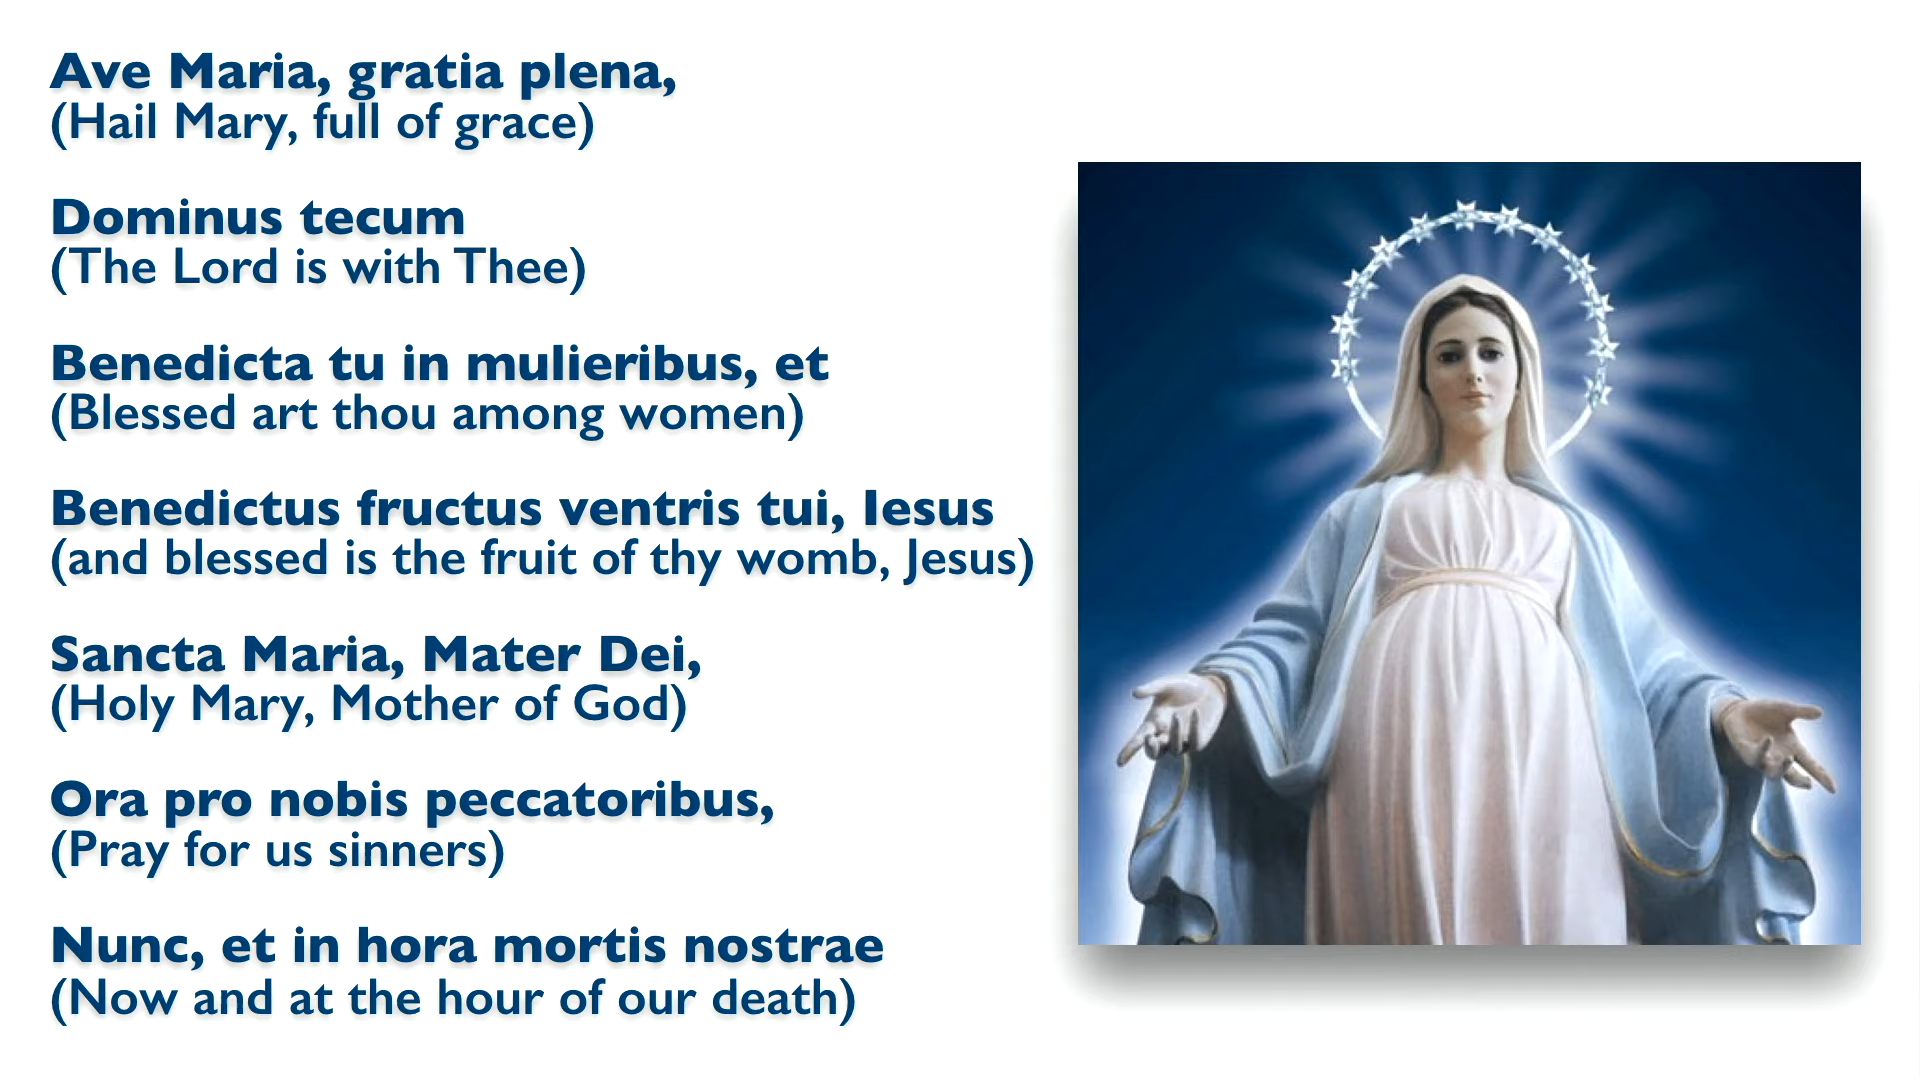 Ave Maria, gratia plena,
(Hail Mary, full of grace)
Dominus tecum
(The Lord is with Thee)
Benedicta tu in mulieribus, et
(Blessed art thou among women)
Benedictus fructus ventris tui, Iesus
(and blessed is the fruit of thy womb, Jesus)
Sancta Maria, Mater Dei,
(Holy Mary, Mother of God)
Ora pro nobis peccatoribus,
(Pray for us sinners)
Nunc, et in hora mortis nostrae
(Now and at the hour of our death)